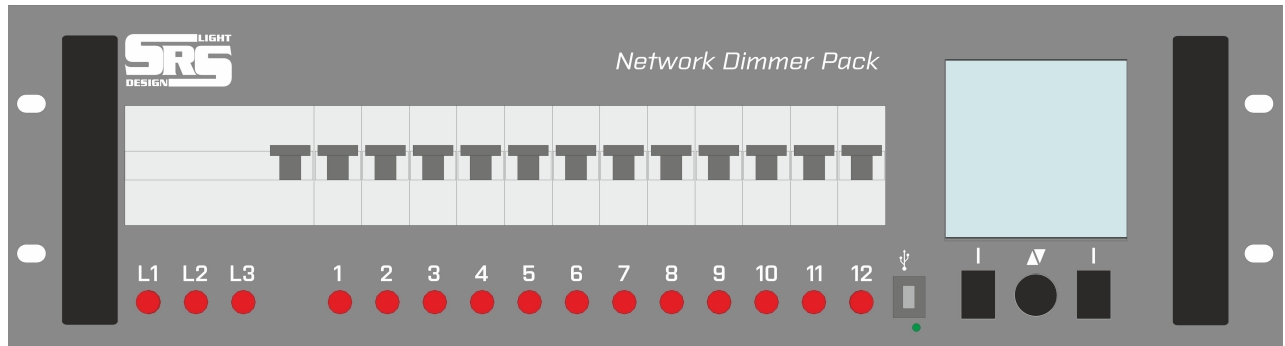 LIGHT
SRS
DESIGN
Network Dimmer Pack
L1 L2 L3 1 2 3 4 5 6 7 8 9 10 11 12